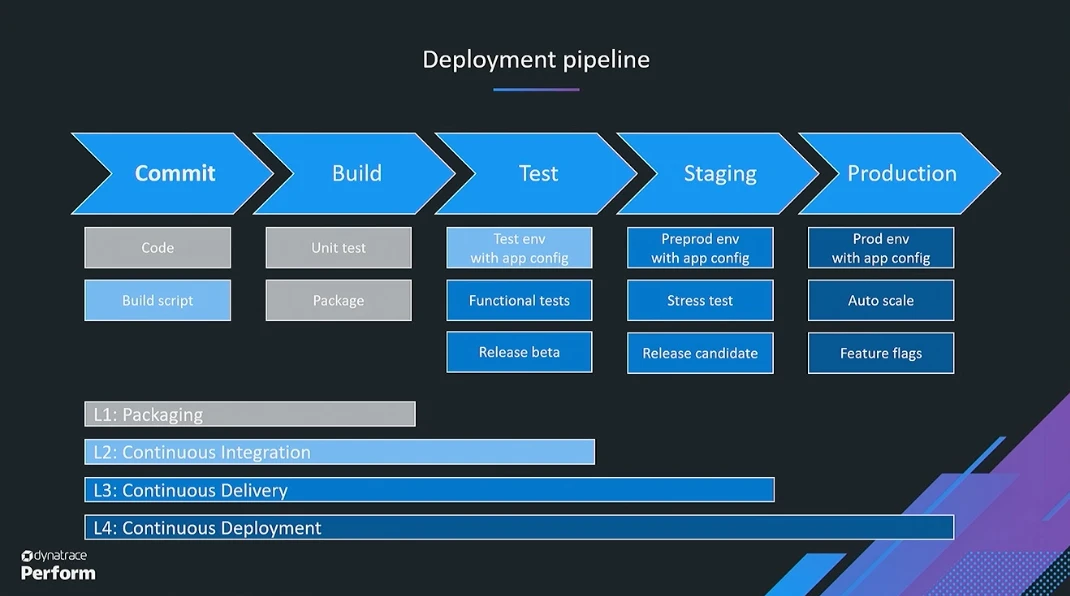 Deployment pipeline
Commit
Build
Test
Staging
Production
Code
Unit test
Test env
with app config
Preprod env
with app config
Prod env
with app config
Build script
Package
Functional tests
Stress test
Auto scale
Release beta
Release candidate
Feature flags
L1: Packaging
L2: Continuous Integration
L3: Continuous Delivery
L4: Continuous Deployment
dynatrace
Perform